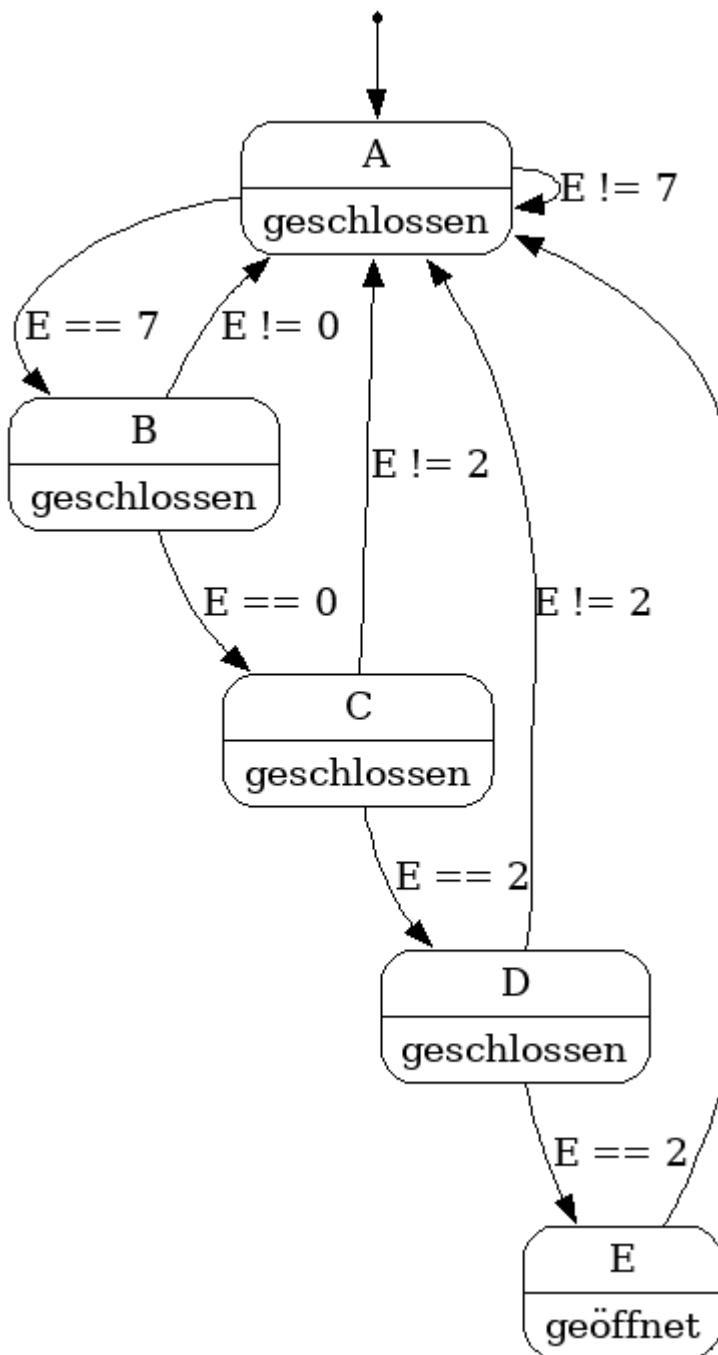 A
E != 7
geschlossen
E == 7
E != 0
B
geschlossen
E != 2
E == 0
E != 2
C
geschlossen
E == 2
D
geschlossen
E == 2
E
geöffnet